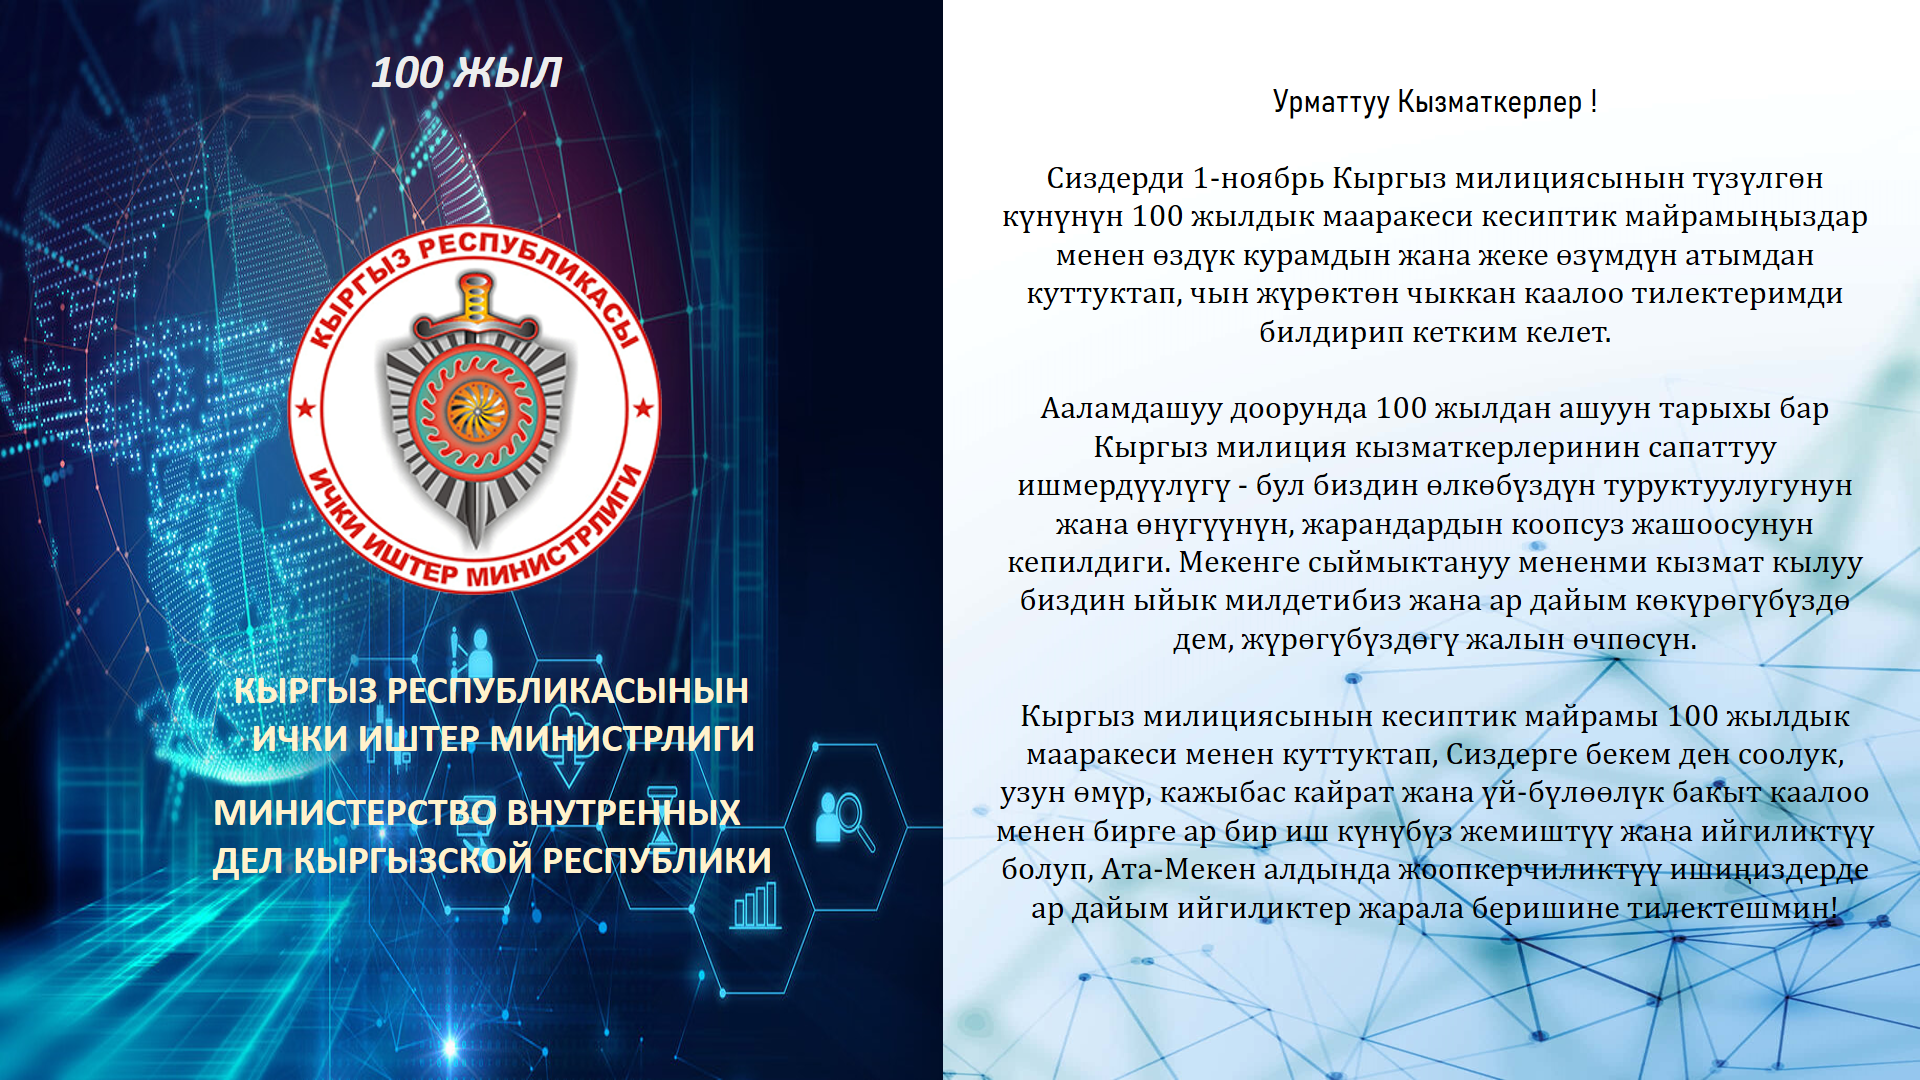 100 ЖЫЛ
КЫРГЫЗ РЕСПУБЛИКАСЫ
ИЧКИ ИШТЕР МИНИСТРЛИГИ
КЫРГЫЗ РЕСПУБЛИКАСЫНЫН
ИЧКИ ИШТЕР МИНИСТРЛИГИ
МИНИСТЕРСТВО ВНУТРЕННЫХ
ДЕЛ КЫРГЫЗСКОЙ РЕСПУБЛИКИ
Урматтуу Кызматкерлер !
Сиздерди 1-ноябрь Кыргыз милициясынын түзүлгөн
күнүнүн 100 жылдык мааракеси кесиптик майрамыңыздар
менен өздүк курамдын жана жеке өзүмдүн атымдан
куттуктап, чын жүрөктөн чыккан каалоо тилектеримди
билдирип кетким келет.
Ааламдашуу доорунда 100 жылдан ашуун тарыхы бар
Кыргыз милиция кызматкерлеринин сапаттуу
ишмердүүлүгү - бул биздин өлкөбүздүн туруктуулугунун
жана өнүгүүнүн, жарандардын коопсуз жашоосунун
кепилдиги. Мекенге сыймыктануу мененми кызмат кылуу
биздин ыйык милдетибиз жана ар дайым көкүрөгүбүздө
дем, жүрөгүбүздөгү жалын өчпөсүн.
Кыргыз милициясынын кесиптик майрамы 100 жылдык
мааракеси менен куттуктап, Сиздерге бекем ден соолук,
узун өмүр, кажыбас кайрат жана үй-бүлөөлүк бакыт каалоо
менен бирге ар бир иш күнүбүз жемиштүү жана ийгиликтүү
болуп, Ата-Мекен алдында жоопкерчиликтүү ишиңиздерде
ар дайым ийгиликтер жарала беришине тилектешмин!